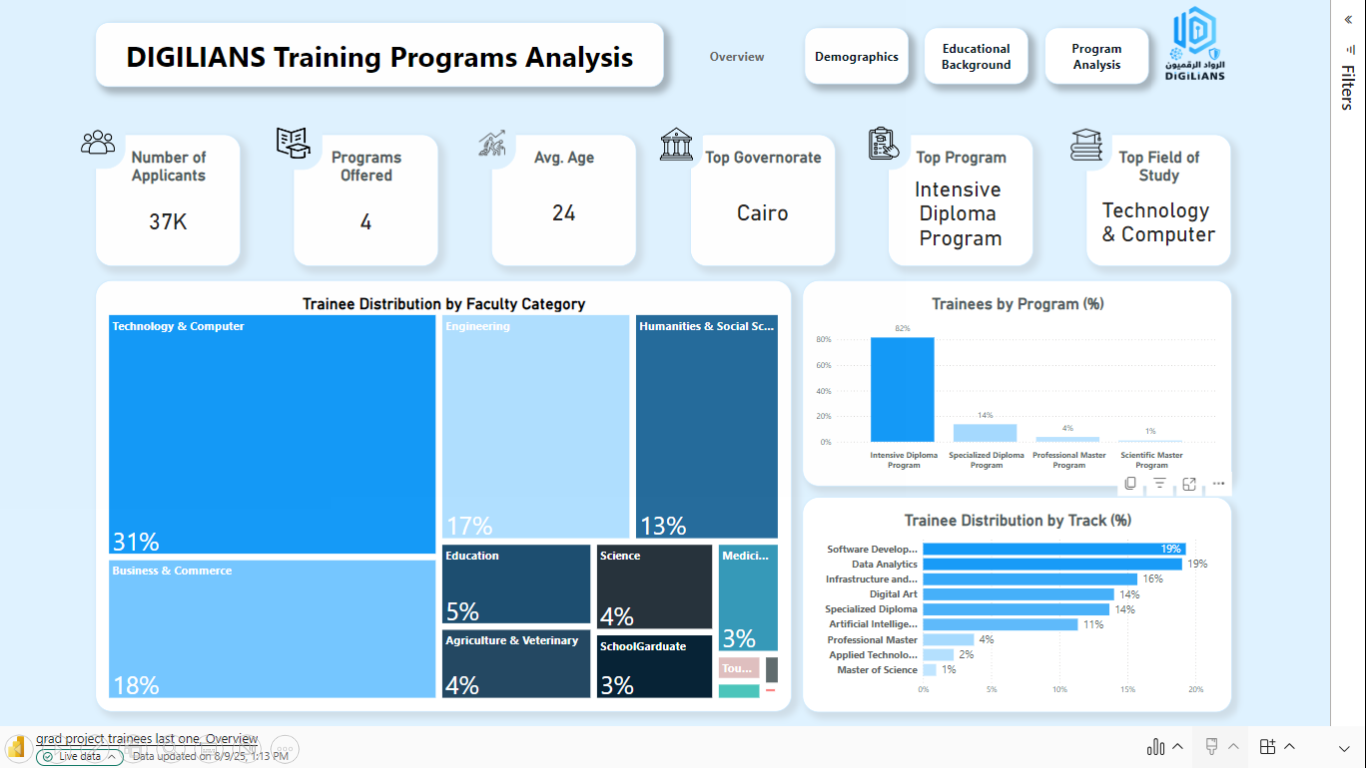 DIGILIANS Training Programs Analysis
Overview
Demographics
Educational
Background
Program
Analysis
الرواد الرقميون
DiGiLiANS
Filters
Number of
Applicants
37K
Programs
Offered
4
Avg. Age
24
Top Governorate
Cairo
Top Program
Intensive
Diploma
Program
Top Field of
Study
Technology
& Computer
Trainee Distribution by Faculty Category
Technology & Computer
31%
Business & Commerce
18%
Engineering
17%
Humanities & Social Sc...
13%
Education
5%
Agriculture & Veterinary
4%
Science
4%
SchoolGarduate
3%
Medici...
3%
Tou...
Trainees by Program (%)
80%
60%
40%
20%
0%
82%
14%
4%
1%
Intensive Diploma
Program
Specialized Diploma
Program
Professional Master
Program
Scientific Master
Program
Trainee Distribution by Track (%)
Software Develop... 19%
Data Analytics 19%
Infrastructure and... 16%
Digital Art 14%
Specialized Diploma 14%
Artificial Intellige... 11%
Professional Master 4%
Applied Technolo... 2%
Master of Science 1%
0% 5% 10% 15% 20%
grad project trainees last one, Overview
Live data
Data updated on 8/9/25, 1:13 PM